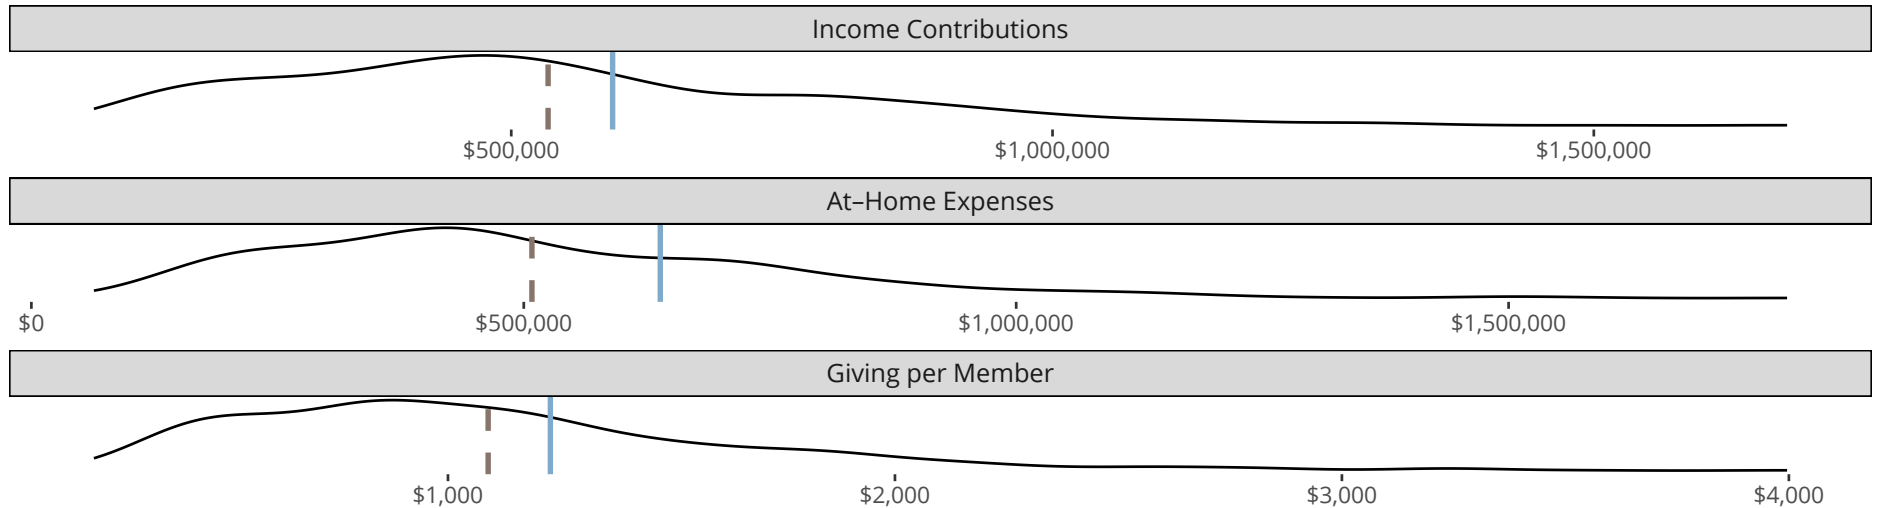 Income Contributions
$500,000 $1,000,000 $1,500,000
At–Home Expenses
$0 $500,000 $1,000,000 $1,500,000
Giving per Member
$1,000 $2,000 $3,000 $4,000